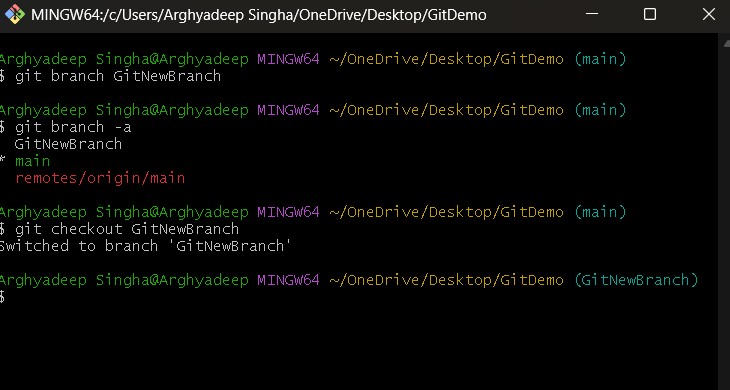 MINGW64:/c/Users/Arghyadeep Singha/OneDrive/Desktop/GitDemo
Arghyadeep Singha@Arghyadeep MINGW64 ~/OneDrive/Desktop/GitDemo (main)
$ git branch GitNewBranch
Arghyadeep Singha@Arghyadeep MINGW64 ~/OneDrive/Desktop/GitDemo (main)
$ git branch -a
GitNewBranch
* main
remotes/origin/main
Arghyadeep Singha@Arghyadeep MINGW64 ~/OneDrive/Desktop/GitDemo (main)
$ git checkout GitNewBranch
Switched to branch 'GitNewBranch'
Arghyadeep Singha@Arghyadeep MINGW64 ~/OneDrive/Desktop/GitDemo (GitNewBranch)
$